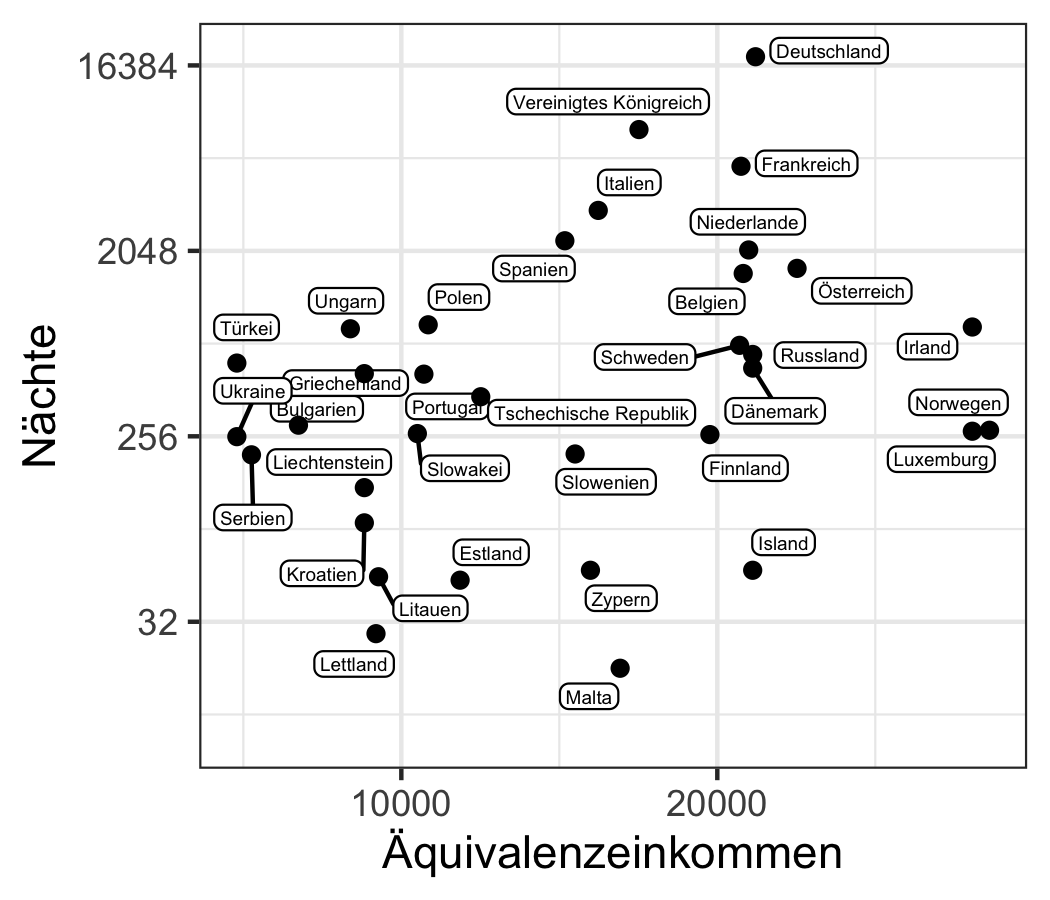 Deutschland
16384
Vereinigtes Königreich
Frankreich
Italien
Niederlande
2048
Spanien
Österreich
Polen
Ungarn
Belgien
Türkei
Irland
Schweden
Russland
Griechenland
Ukraine
Norwegen
Bulgarien
Portugal
Tschechische Republik
Dänemark
256
Liechtenstein
Luxemburg
Slowakei
Finnland
Slowenien
Serbien
Island
Estland
Kroatien
Zypern
Litauen
32
Lettland
Malta
Nächte
10000
20000
Äquivalenzeinkommen